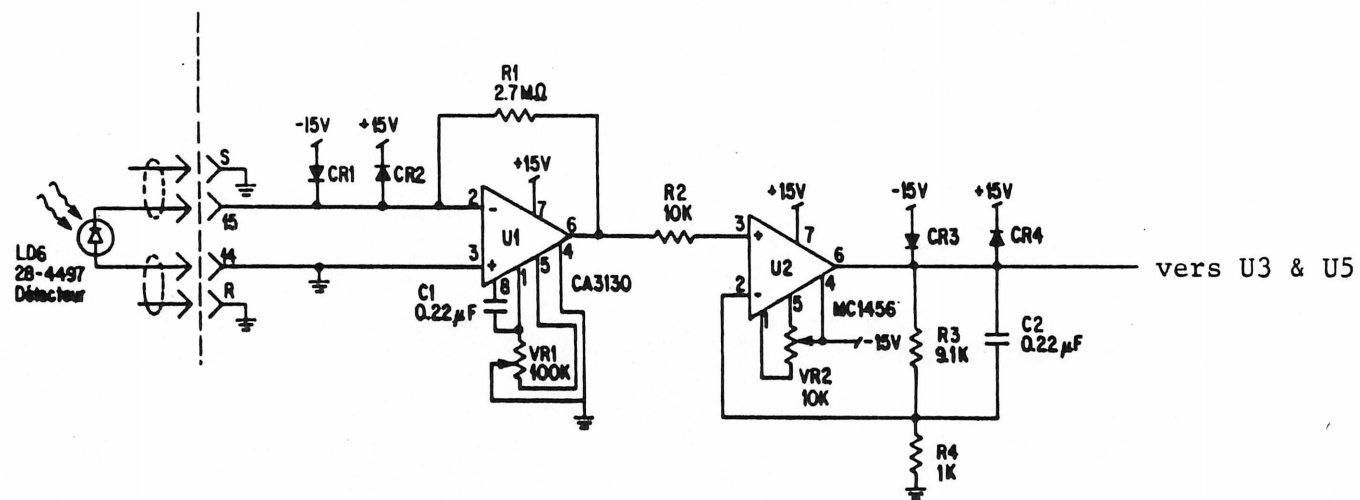 R1
2.7MΩ
-15V
+15V
S
CR1
CR2
+15V
15
2
-
7
R2
10K
+15V
-15V
+15V
6
U1
3
+
7
CR3
CR4
LD6
28-4497
Détecteur
14
3
+
4
5
1
8
CA3130
U2
6
vers U3 & U5
R
C1
0.22µF
2
-
4
5
1
MC1456
-15V
R3
9.1K
C2
0.22µF
VR1
100K
VR2
10K
R4
1K